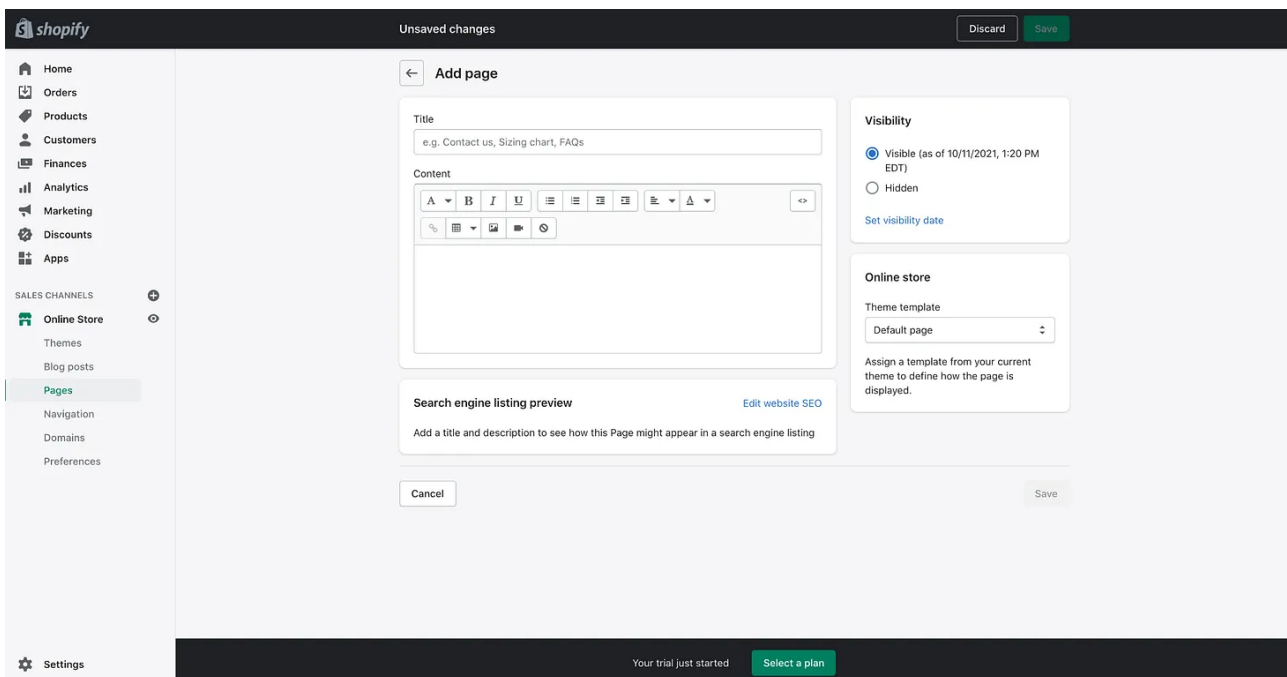 shopify
Unsaved changes
Discard
Save
Home
Orders
Products
Customers
Finances
Analytics
Marketing
Discounts
Apps
SALES CHANNELS
Online Store
Themes
Blog posts
Pages
Navigation
Domains
Preferences
Settings
Add page
Title
e.g. Contact us, Sizing chart, FAQs
Content
A B I U A <>
Search engine listing preview
Edit website SEO
Add a title and description to see how this Page might appear in a search engine listing
Visibility
Visible (as of 10/11/2021, 1:20 PM
EDT)
Hidden
Set visibility date
Online store
Theme template
Default page
Assign a template from your current
theme to define how the page is
displayed.
Cancel
Save
Your trial just started
Select a plan